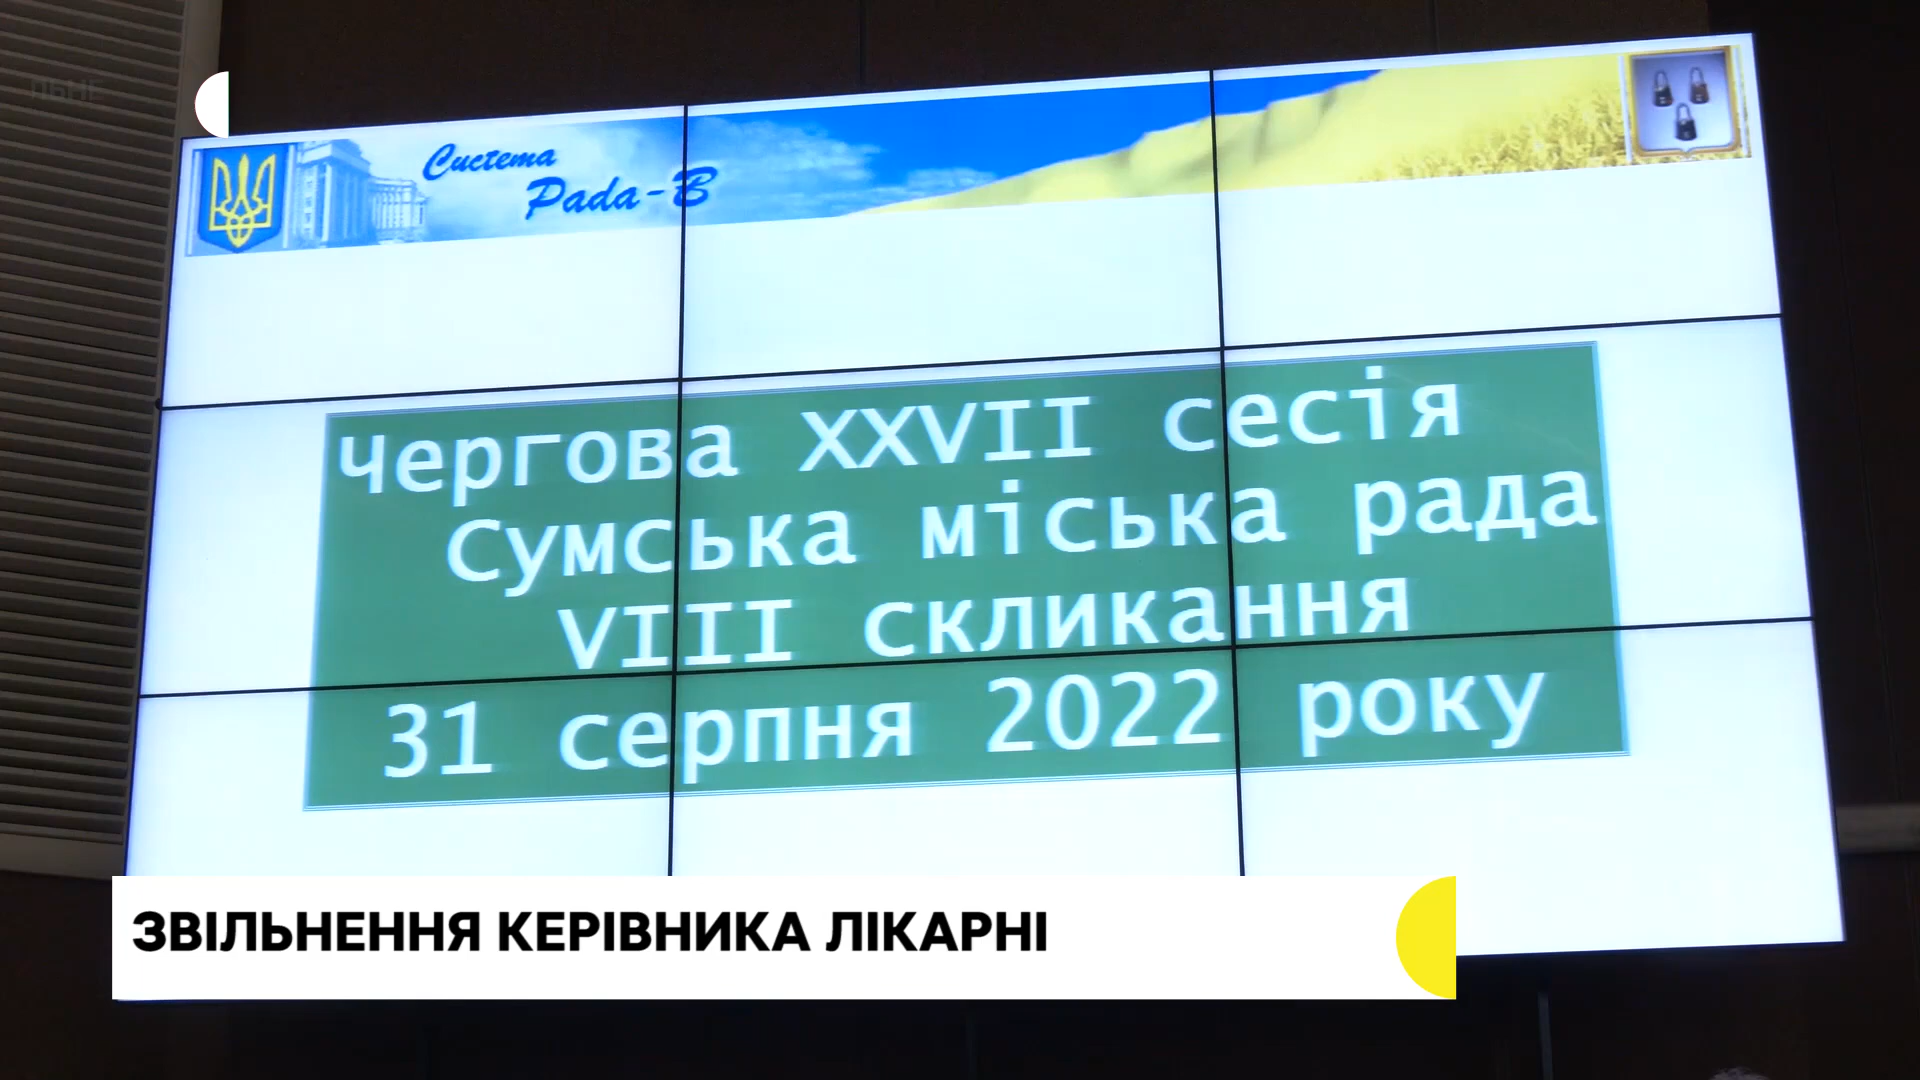 Система
Рада-В
Чергова XXVII сесія
Сумська міська рада
VIII скликання
31 серпня 2022 року
ЗВІЛЬНЕННЯ КЕРІВНИКА ЛІКАРНІ